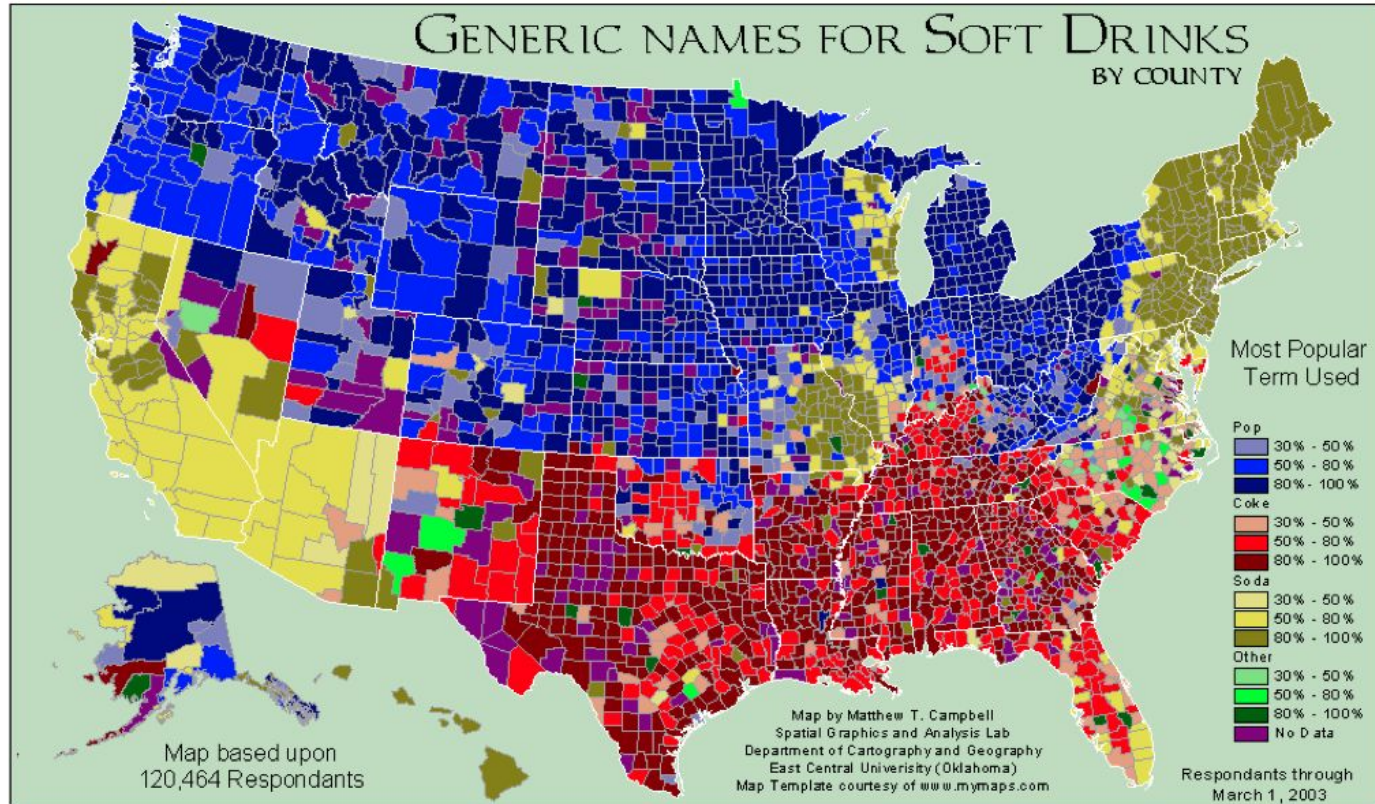 GENERIC NAMES FOR SOFT DRINKS
BY COUNTY
Most Popular
Term Used
Pop
30% - 50%
50% - 80%
80% - 100%
Coke
30% - 50%
50% - 80%
80% - 100%
Soda
30% - 50%
50% - 80%
80% - 100%
Other
30% - 50%
50% - 80%
80% - 100%
No Data
Map based upon
120,464 Respondants
Map by Matthew T. Campbell
Spatial Graphics and Analysis Lab
Department of Cartography and Geography
East Central Univerisity (Oklahoma)
Map Template courtesy of www.mymaps.com
Respondants through
March 1, 2003